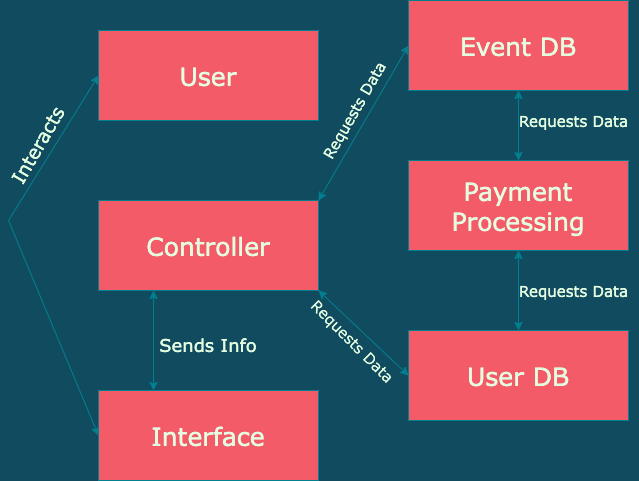 User
Event DB
Interacts
Requests Data
Requests Data
Controller
Payment
Processing
Sends Info
Requests Data
Requests Data
Interface
User DB